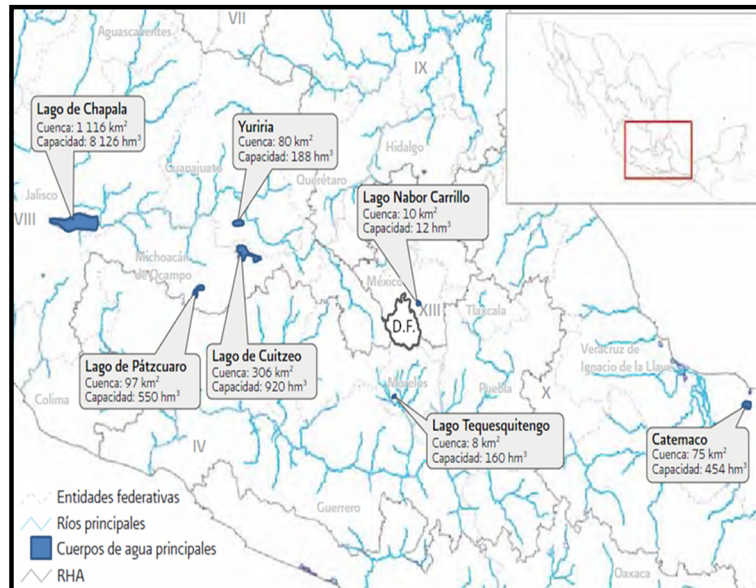 VII
Aguascalientes
IX
Lago de Chapala
Cuenca: 1 116 km²
Capacidad: 8 126 hm³
Yuriria
Cuenca: 80 km²
Capacidad: 188 hm³
Hidalgo
Guanajuato
Querétaro
Jalisco
VIII
Lago Nabor Carrillo
Cuenca: 10 km²
Capacidad: 12 hm³
Michoacán
de Ocampo
México
XIII
Tlaxcala
D.F.
Lago de Pátzcuaro
Cuenca: 97 km²
Capacidad: 550 hm³
Lago de Cuitzeo
Cuenca: 306 km²
Capacidad: 920 hm³
Veracruz de
Ignacio de la Llave
Colima
Morelos
Puebla
X
Lago Tequesquitengo
Cuenca: 8 km²
Capacidad: 160 hm³
Catemaco
Cuenca: 75 km²
Capacidad: 454 hm³
IV
Guerrero
Oaxaca
Entidades federativas
Ríos principales
Cuerpos de agua principales
RHA